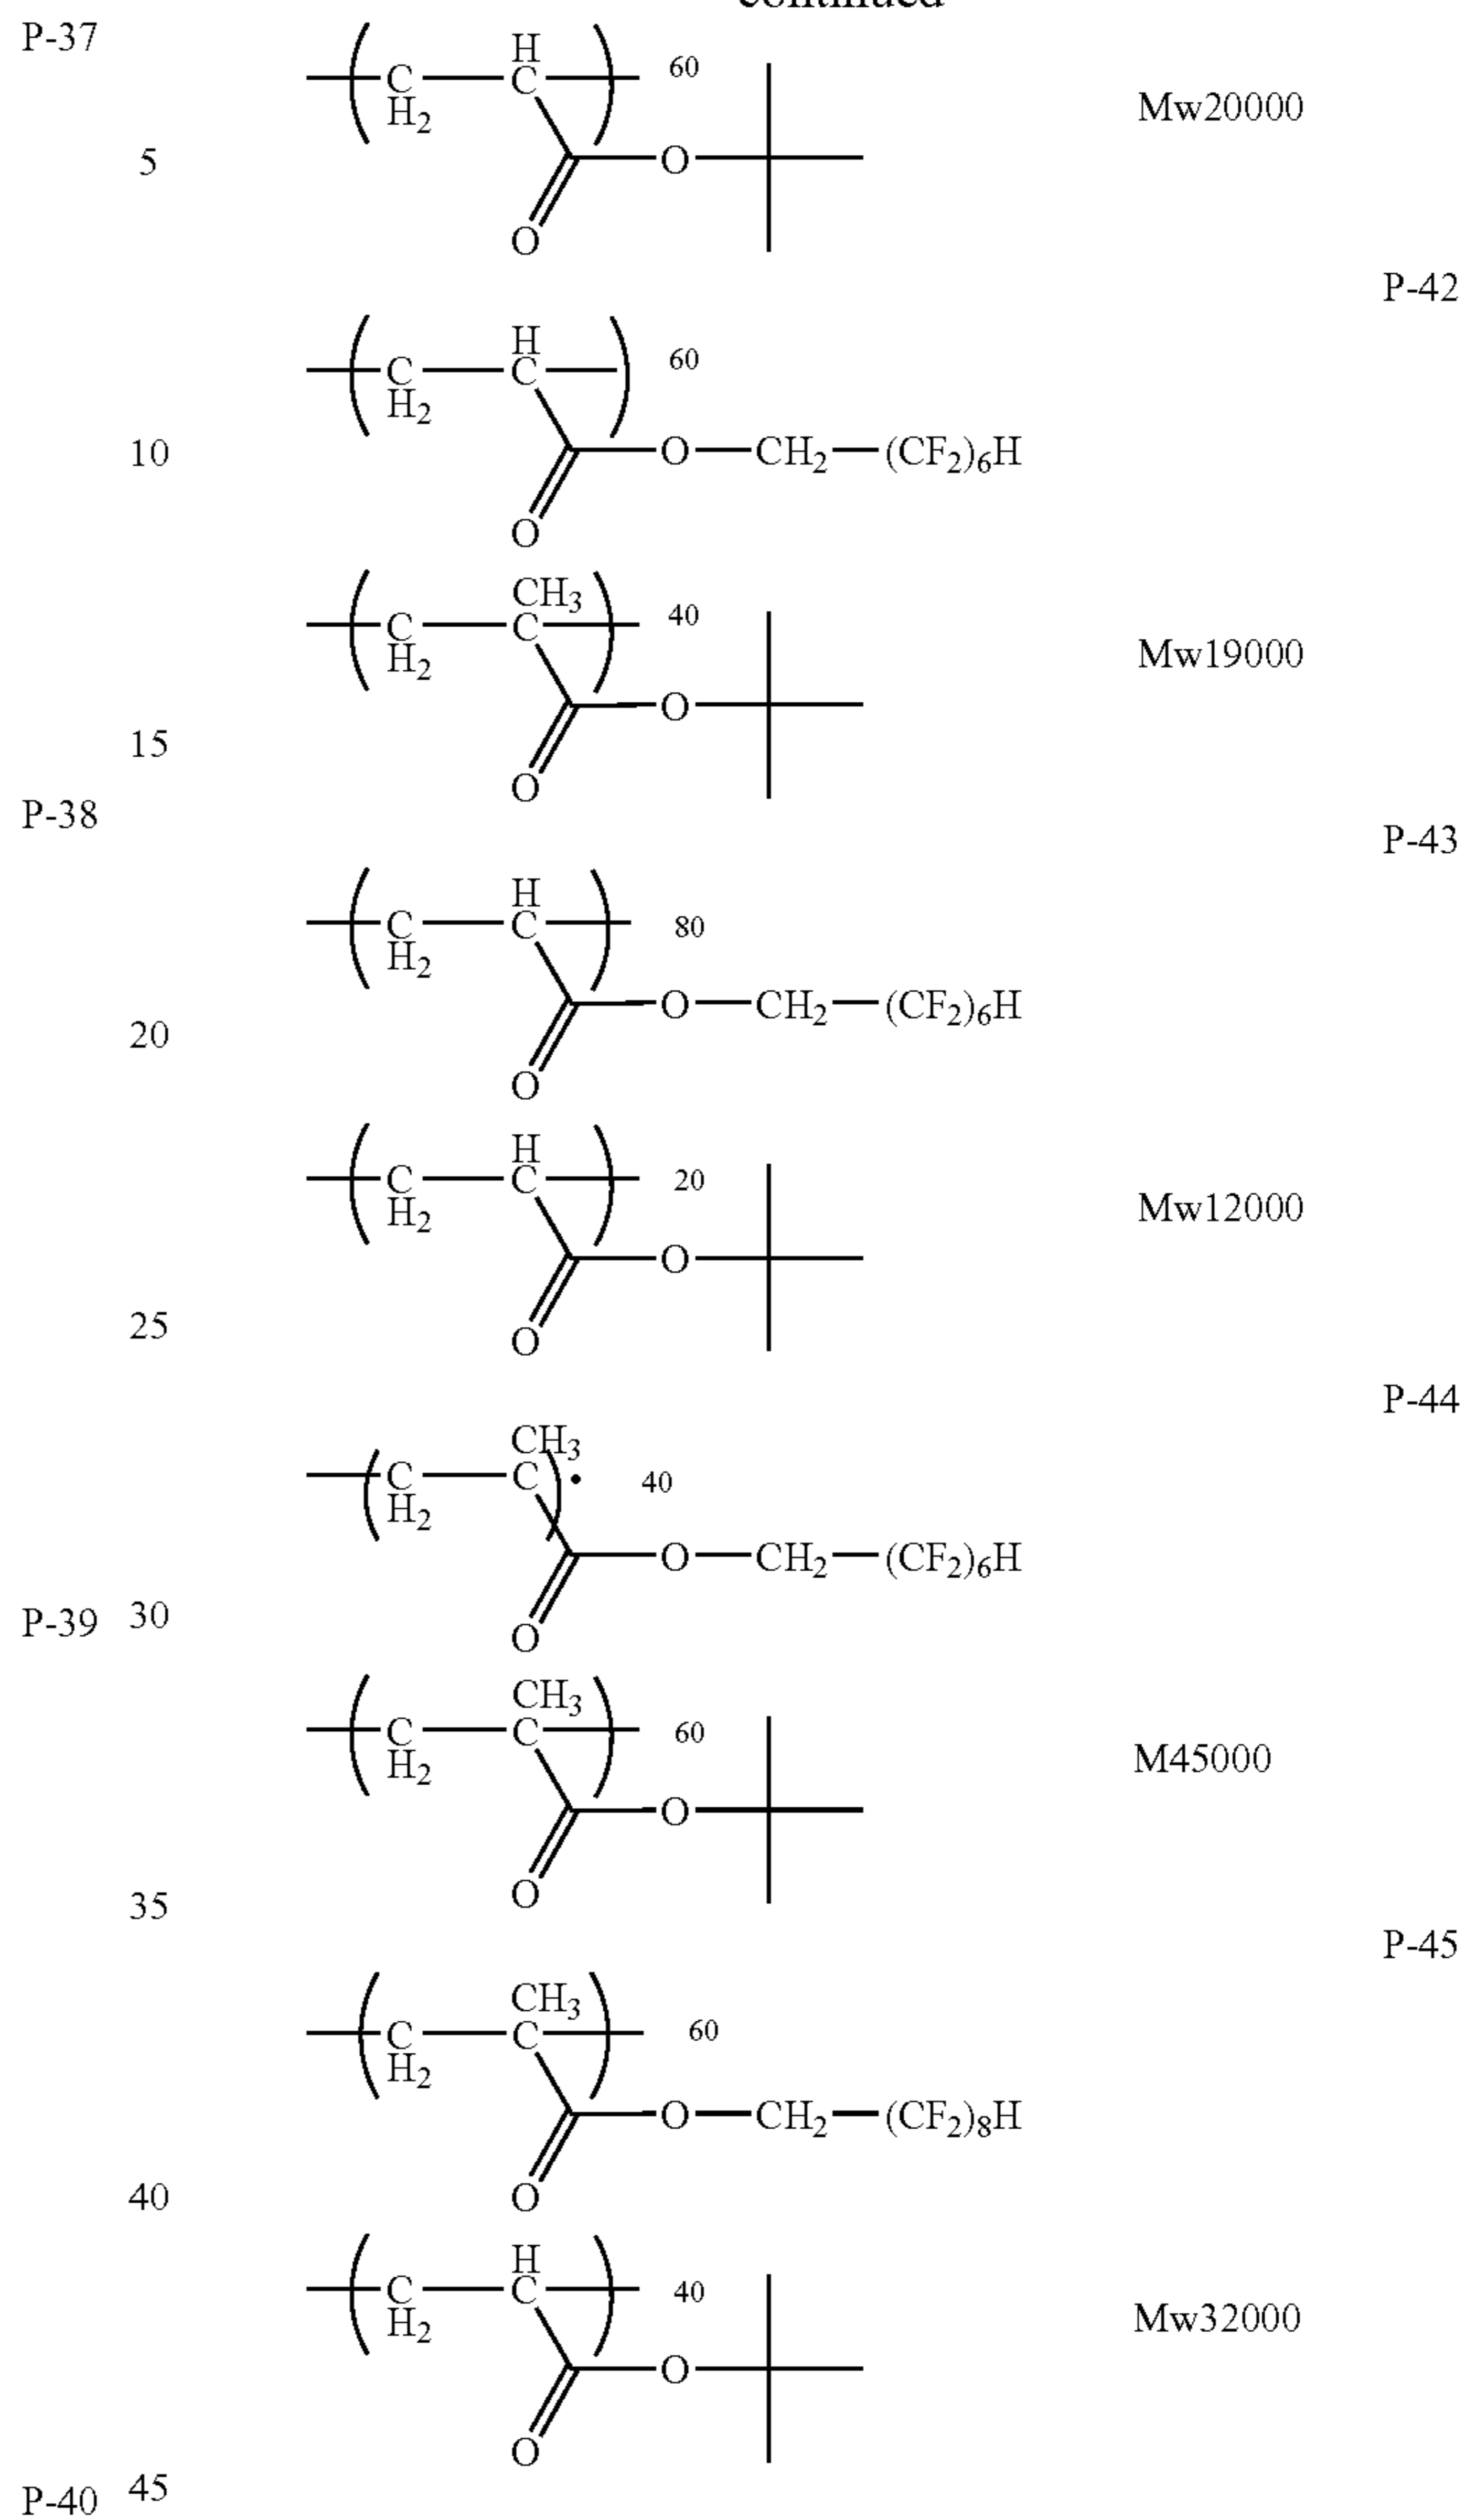 continued
P-37
H
C C 60
H2
Mw20000
5
O
O
P-42
H
C C 60
H2
10
O—CH2—(CF2)6H
O
CH3
C C 40
H2
Mw19000
O
15
O
P-38
P-43
H
C C 80
H2
O—CH2—(CF2)6H
20
O
H
C C 20
H2
Mw12000
O
25
O
P-44
CH3
C C • 40
H2
O—CH2—(CF2)6H
P-39 30
O
CH3
C C 60
H2
M45000
O
O
35
P-45
CH3
C C 60
H2
O—CH2—(CF2)8H
40
O
H
C C 40
H2
Mw32000
O
O
P-40 45